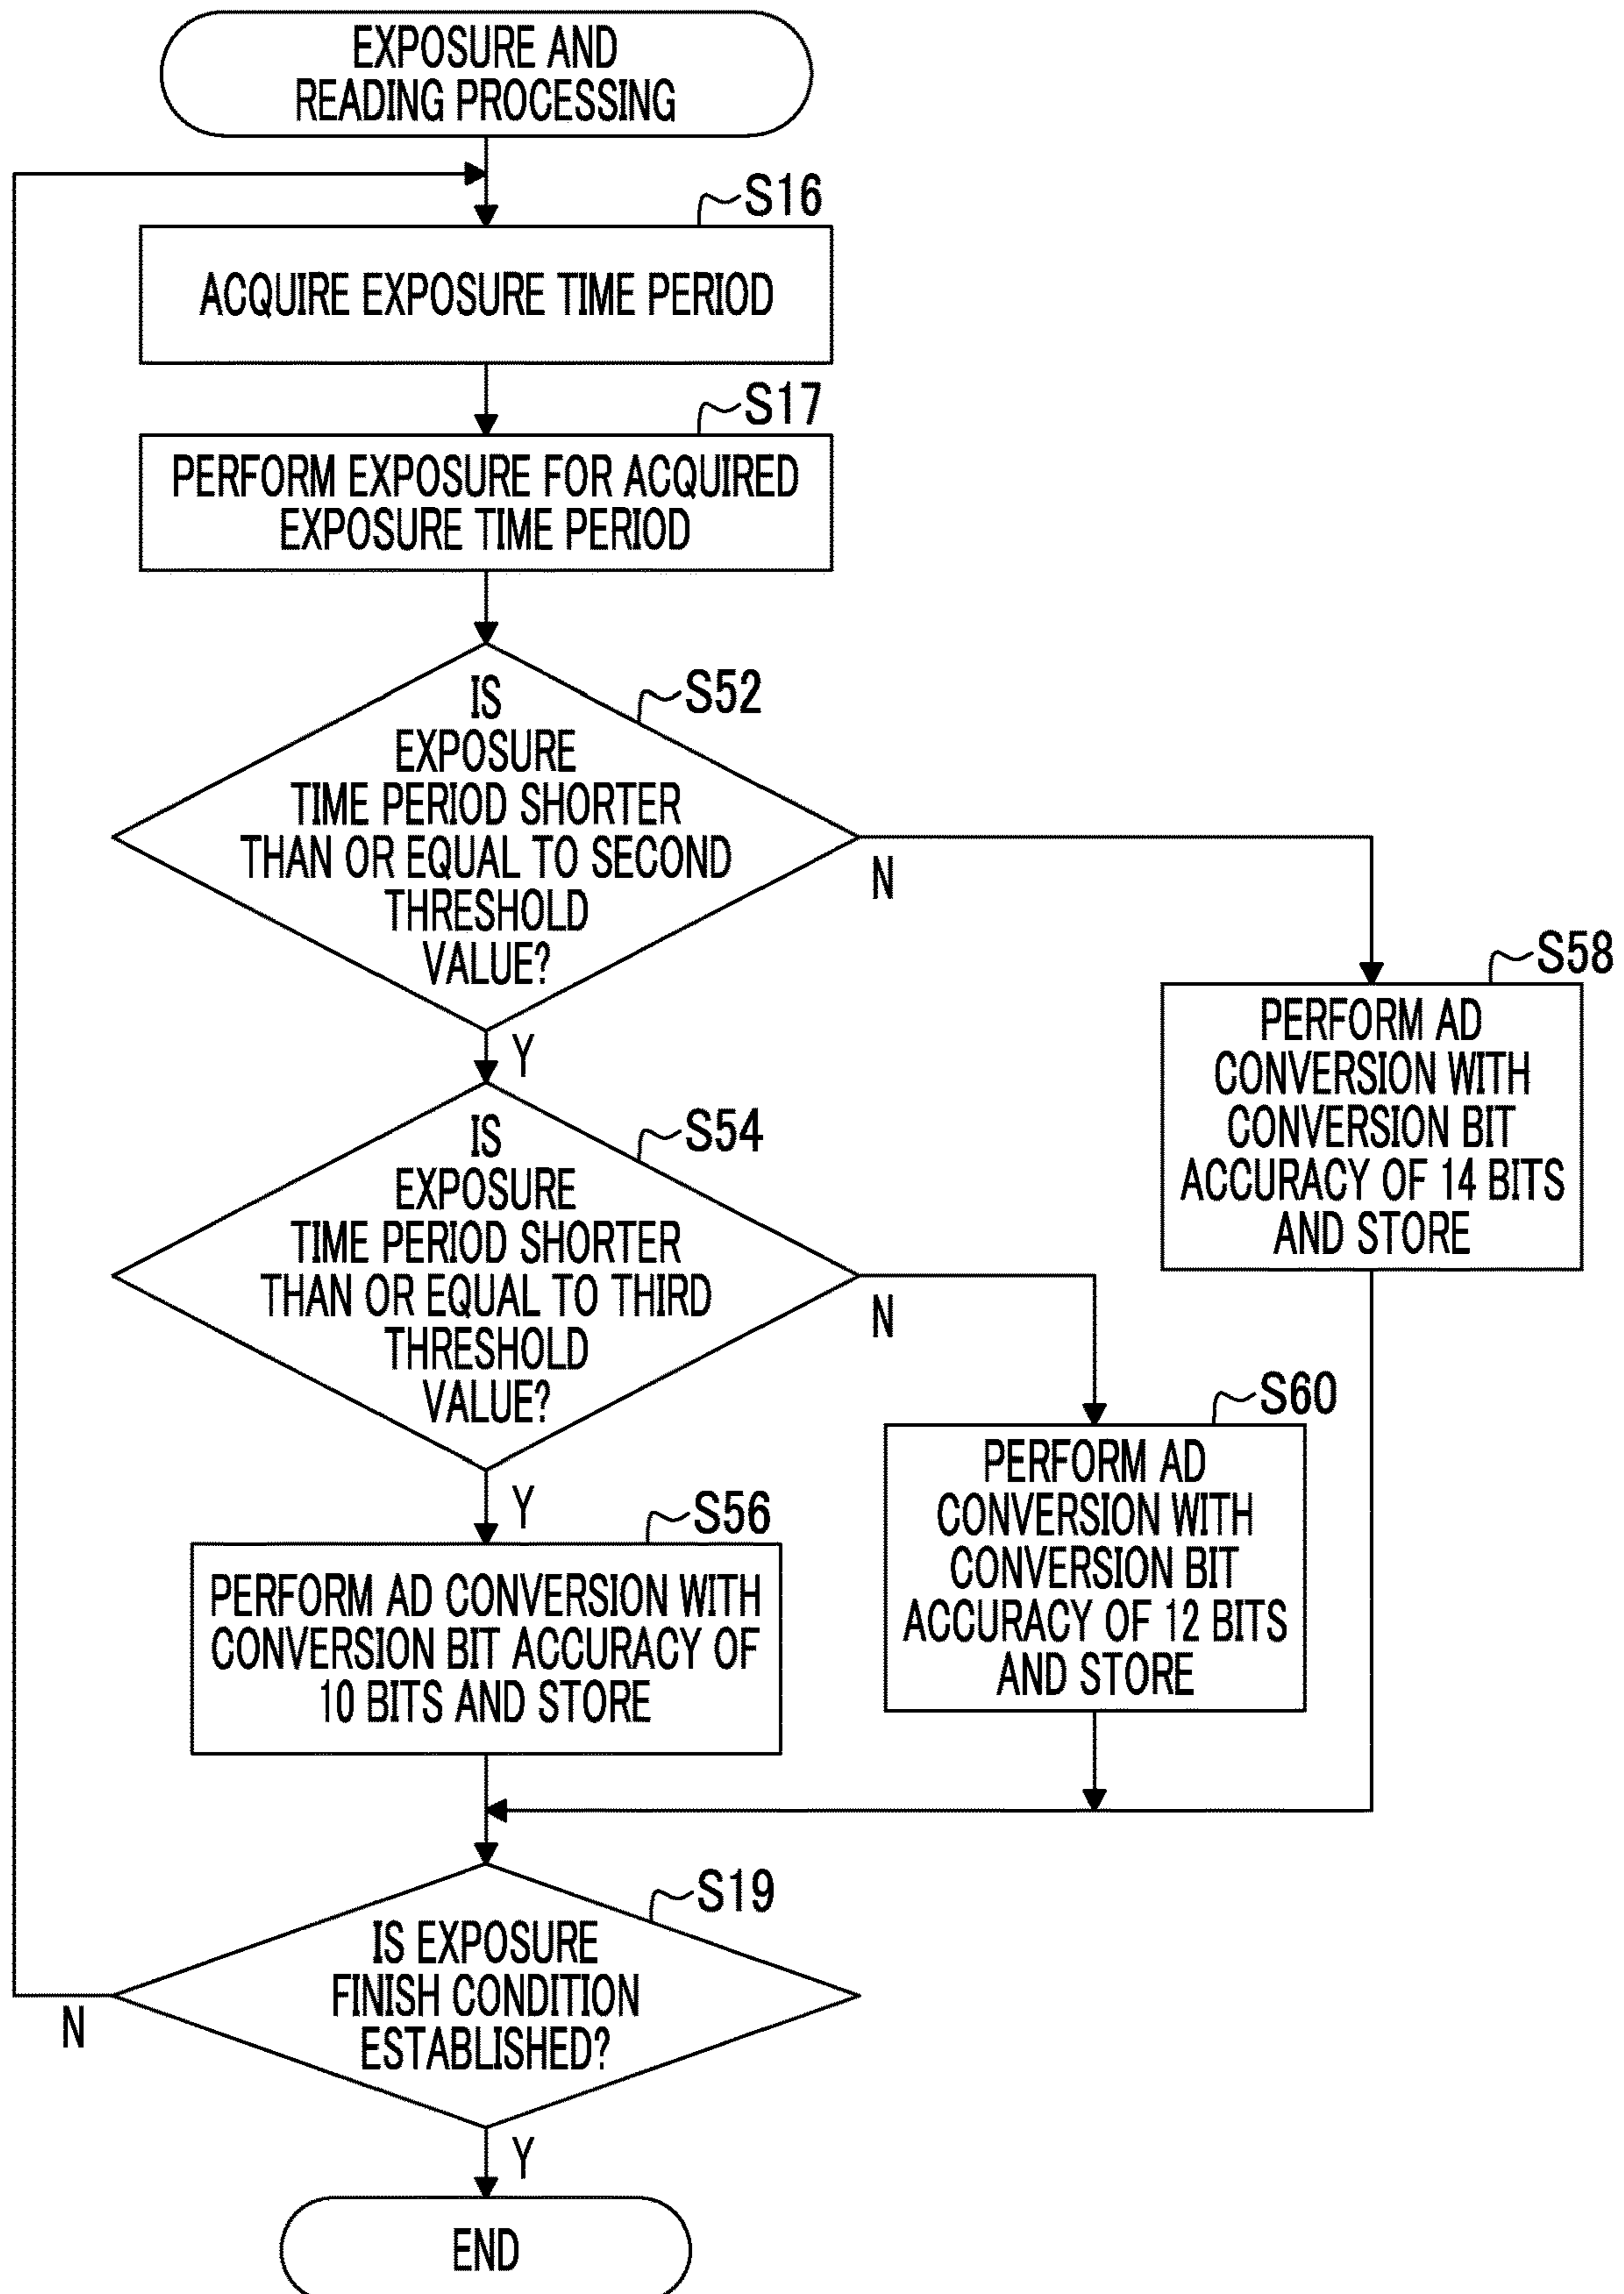 EXPOSURE AND
READING PROCESSING
S16
ACQUIRE EXPOSURE TIME PERIOD
S17
PERFORM EXPOSURE FOR ACQUIRED
EXPOSURE TIME PERIOD
S52
IS
EXPOSURE
TIME PERIOD SHORTER
THAN OR EQUAL TO SECOND
THRESHOLD
VALUE?
N
Y
S58
PERFORM AD
CONVERSION WITH
CONVERSION BIT
ACCURACY OF 14 BITS
AND STORE
S54
IS
EXPOSURE
TIME PERIOD SHORTER
THAN OR EQUAL TO THIRD
THRESHOLD
VALUE?
N
Y
S60
PERFORM AD
CONVERSION WITH
CONVERSION BIT
ACCURACY OF 12 BITS
AND STORE
S56
PERFORM AD CONVERSION WITH
CONVERSION BIT ACCURACY OF
10 BITS AND STORE
S19
IS EXPOSURE
FINISH CONDITION
ESTABLISHED?
N
Y
END